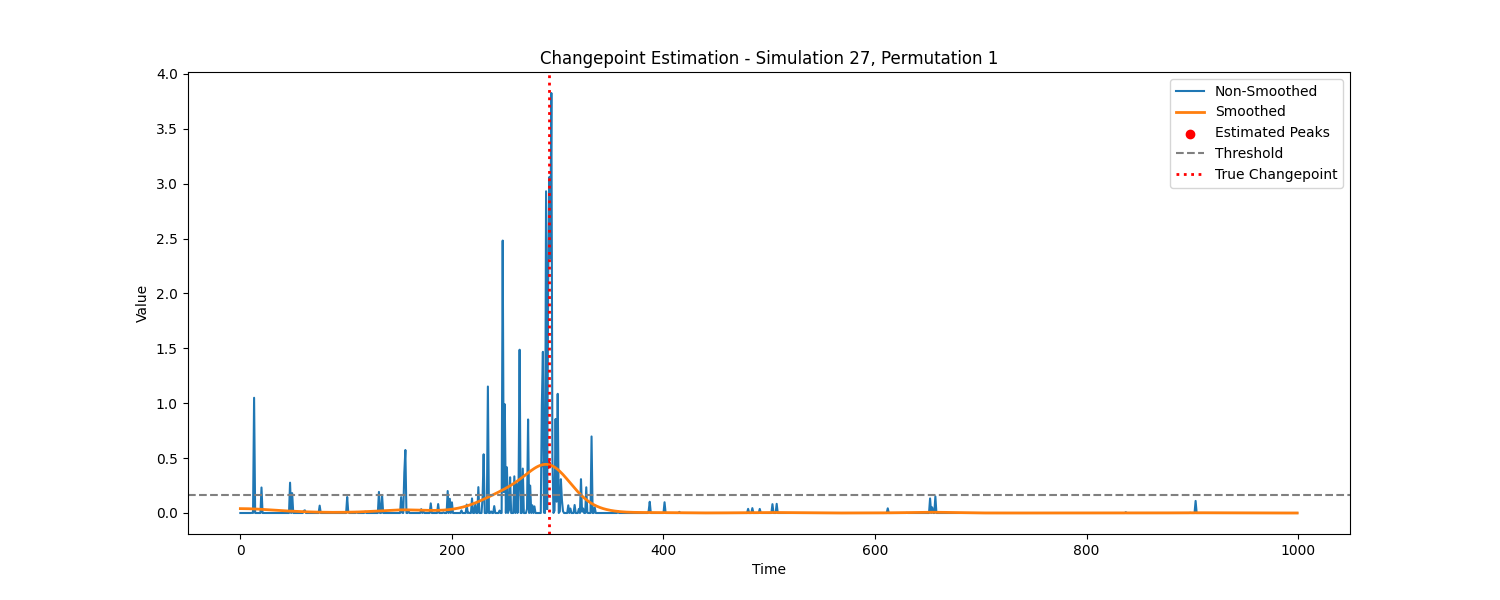 Changepoint Estimation - Simulation 27, Permutation 1
4.0
3.5
3.0
2.5
2.0
1.5
1.0
0.5
0.0
Value
0
200
400
600
800
1000
Time
Non-Smoothed
Smoothed
Estimated Peaks
Threshold
True Changepoint